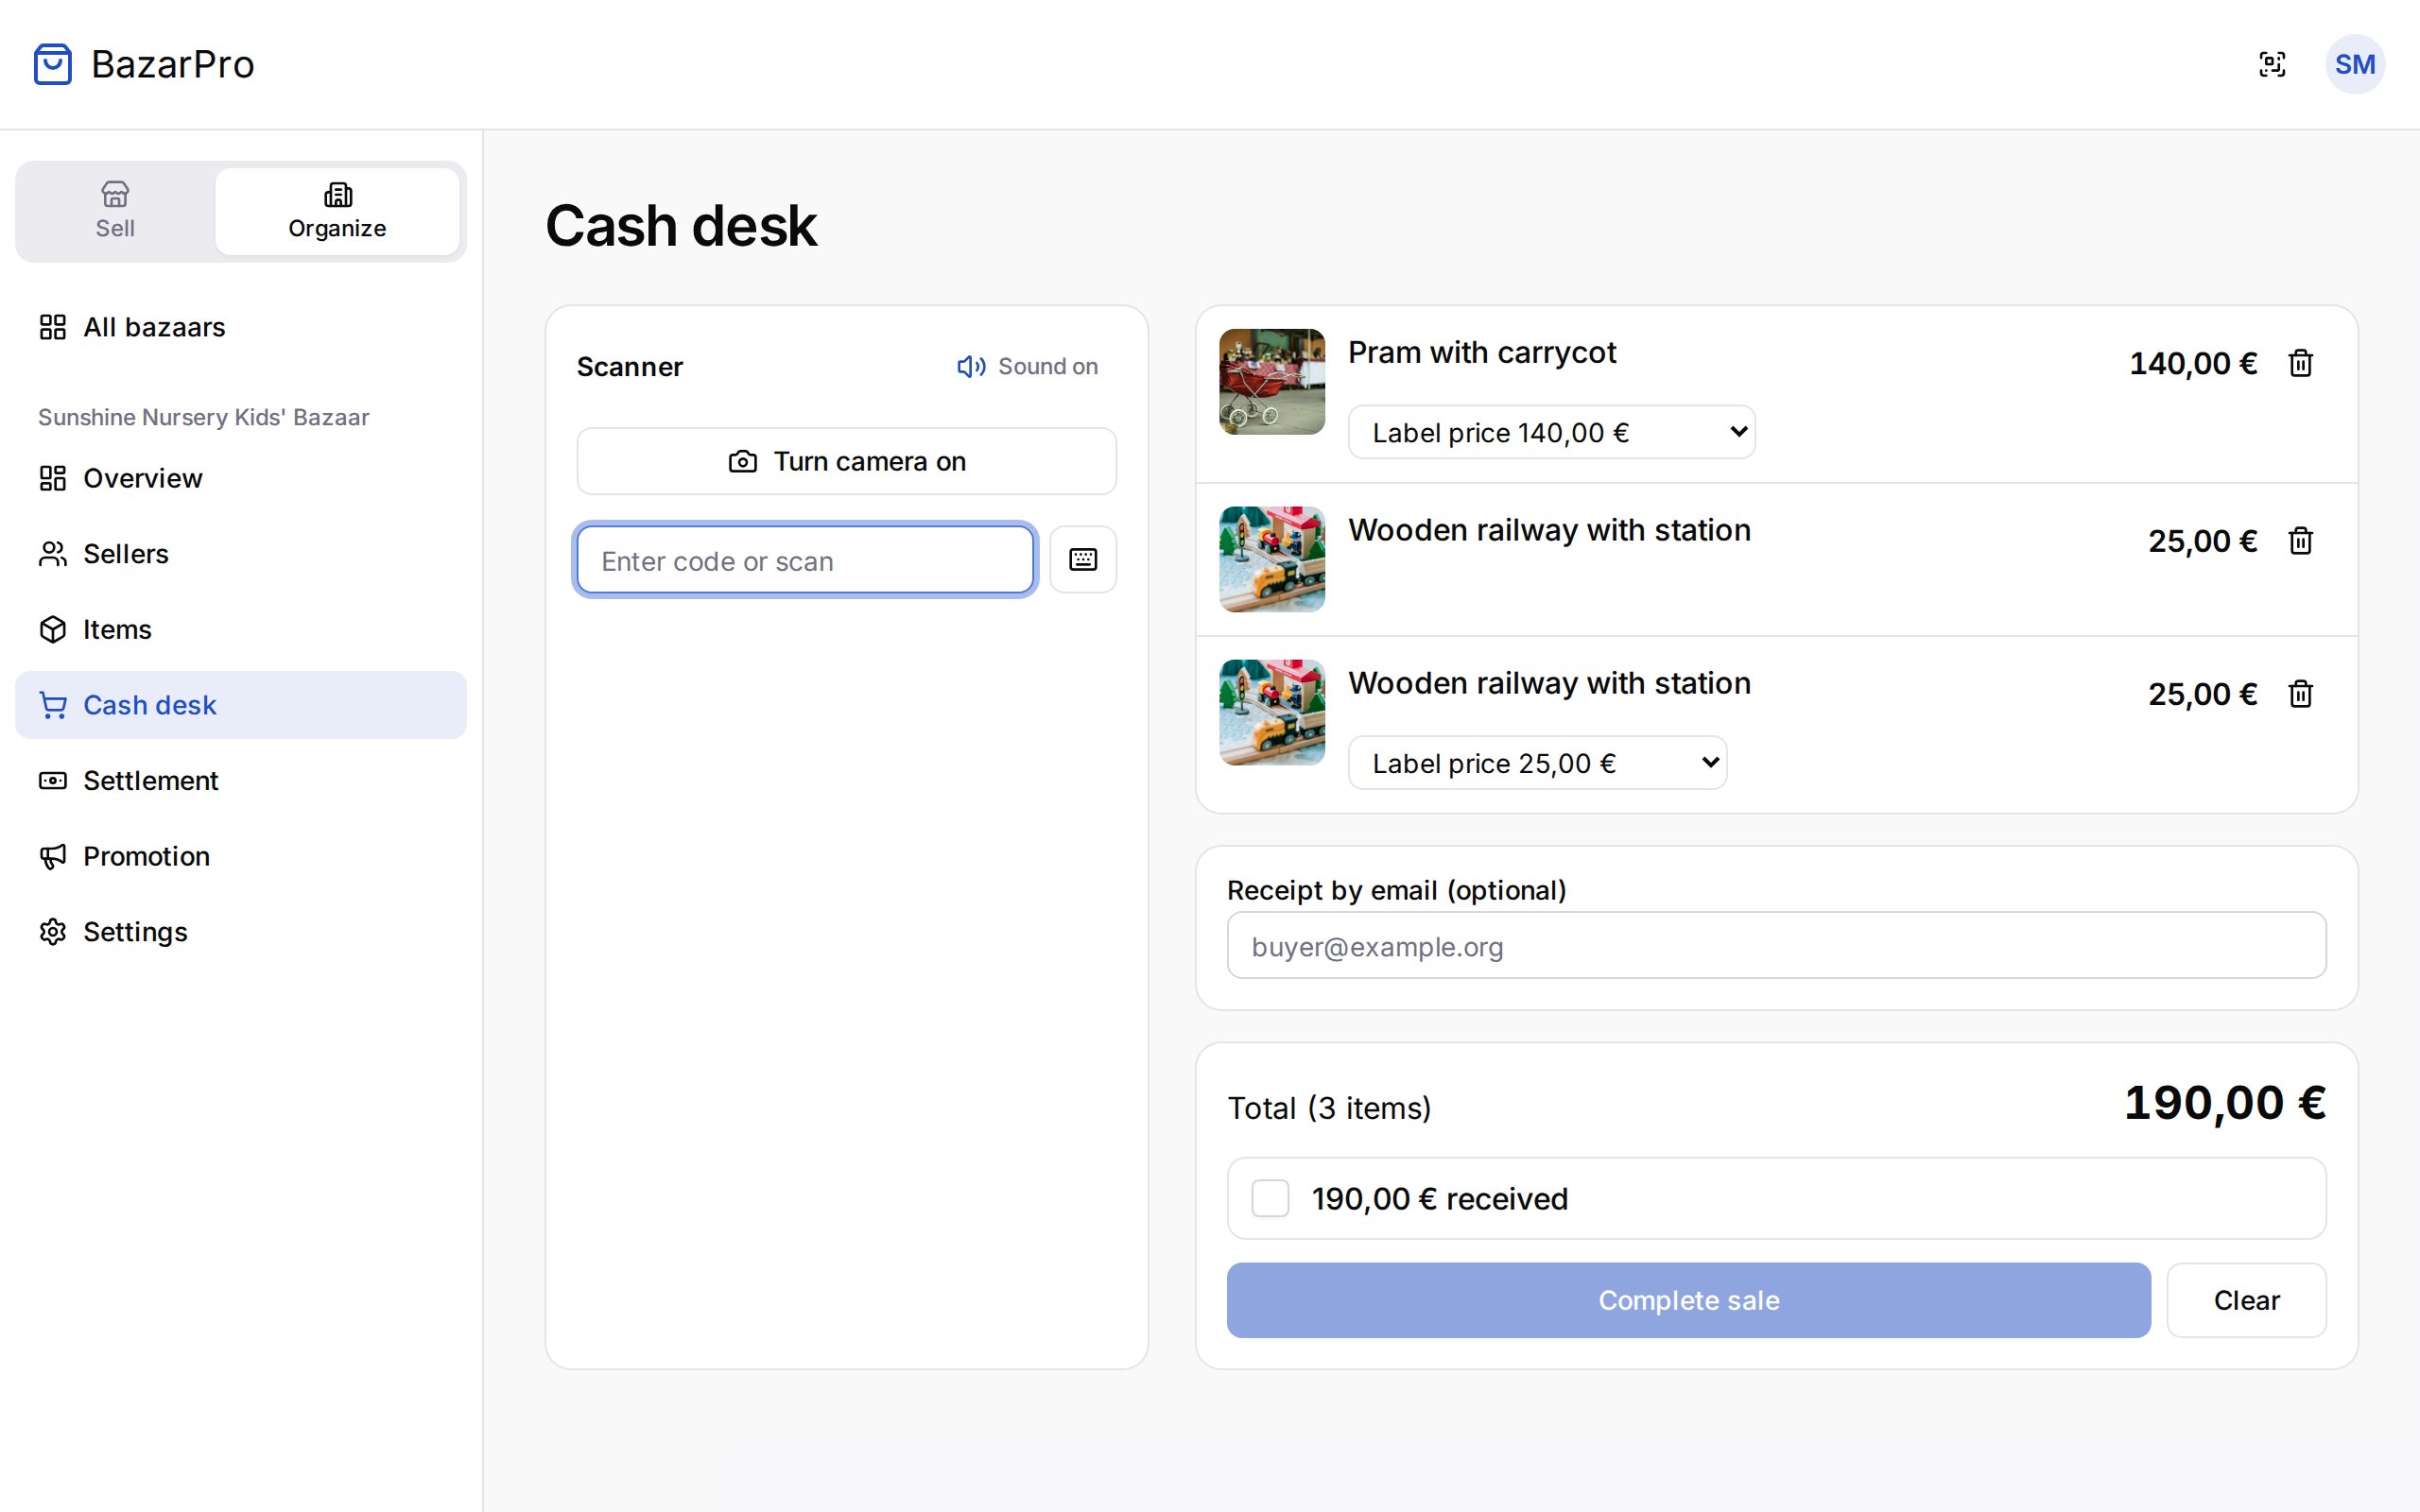 BazarPro
SM
Sell
Organize
All bazaars
Sunshine Nursery Kids' Bazaar
Overview
Sellers
Items
Cash desk
Settlement
Promotion
Settings
Cash desk
Scanner
Sound on
Turn camera on
Enter code or scan
Pram with carrycot
140,00 €
Label price 140,00 €
Wooden railway with station
25,00 €
Wooden railway with station
25,00 €
Label price 25,00 €
Receipt by email (optional)
buyer@example.org
Total (3 items)
190,00 €
190,00 € received
Complete sale
Clear